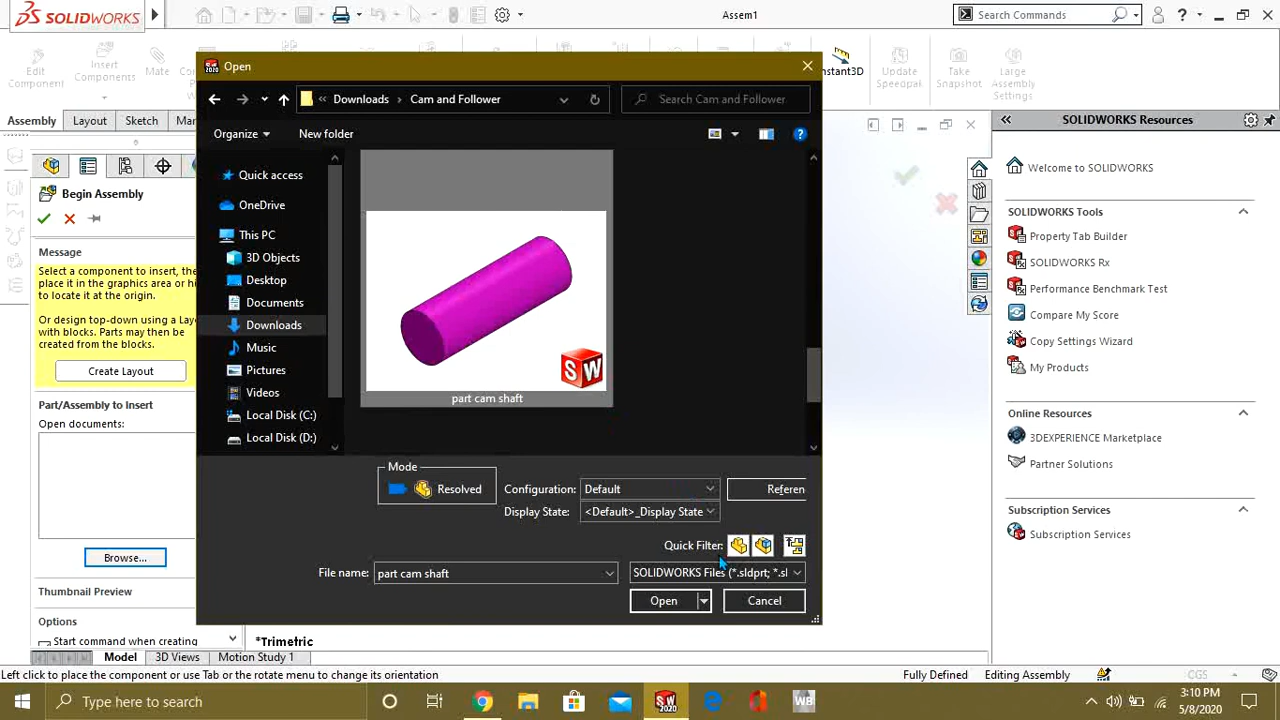 SOLIDWORKS
Assem1
Search Commands
?
Edit Component
Insert Components
Mate
Instant3D
Update Speedpak
Take Snapshot
Large Assembly Settings
Assembly
Layout
Sketch
Begin Assembly
Message
Select a component to insert, the
place it in the graphics area or hi
to locate it at the origin.
Or design top-down using a Lay
with blocks. Parts may then be
created from the blocks.
Create Layout
Part/Assembly to Insert
Open documents:
Browse...
Thumbnail Preview
Options
Start command when creating
SW 2020
Open
« Downloads > Cam and Follower
Search Cam and Follower
Organize
New folder
?
Quick access
OneDrive
This PC
3D Objects
Desktop
Documents
Downloads
Music
Pictures
Videos
Local Disk (C:)
Local Disk (D:)
SW
part cam shaft
Mode
Resolved
Configuration:
Default
Referen
Display State:
<Default>_Display State
Quick Filter:
File name:
part cam shaft
SOLIDWORKS Files (*.sldprt; *.sl
Open
Cancel
*Trimetric
Model
3D Views
Motion Study 1
SOLIDWORKS Resources
Welcome to SOLIDWORKS
SOLIDWORKS Tools
Property Tab Builder
SOLIDWORKS Rx
Performance Benchmark Test
Compare My Score
Copy Settings Wizard
My Products
Online Resources
3DEXPERIENCE Marketplace
Partner Solutions
Subscription Services
Subscription Services
Left click to place the component or use Tab or the rotate menu to change its orientation
Fully Defined
Editing Assembly
CGS
Type here to search
SW 2020
WB
3:10 PM
5/8/2020